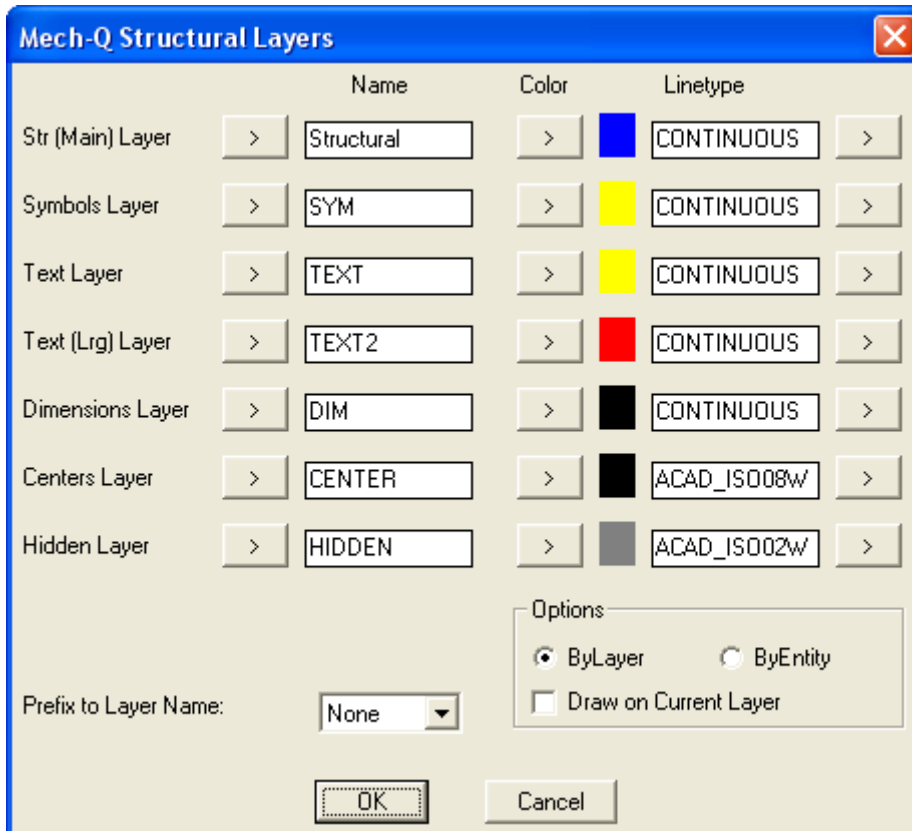 Mech-Q Structural Layers
Name Color Linetype
Str (Main) Layer > Structural > CONTINUOUS >
Symbols Layer > SYM > CONTINUOUS >
Text Layer > TEXT > CONTINUOUS >
Text (Lrg) Layer > TEXT2 > CONTINUOUS >
Dimensions Layer > DIM > CONTINUOUS >
Centers Layer > CENTER > ACAD_ISO08W >
Hidden Layer > HIDDEN > ACAD_ISO02W >
Options
ByLayer ByEntity
Prefix to Layer Name: None Draw on Current Layer
OK Cancel